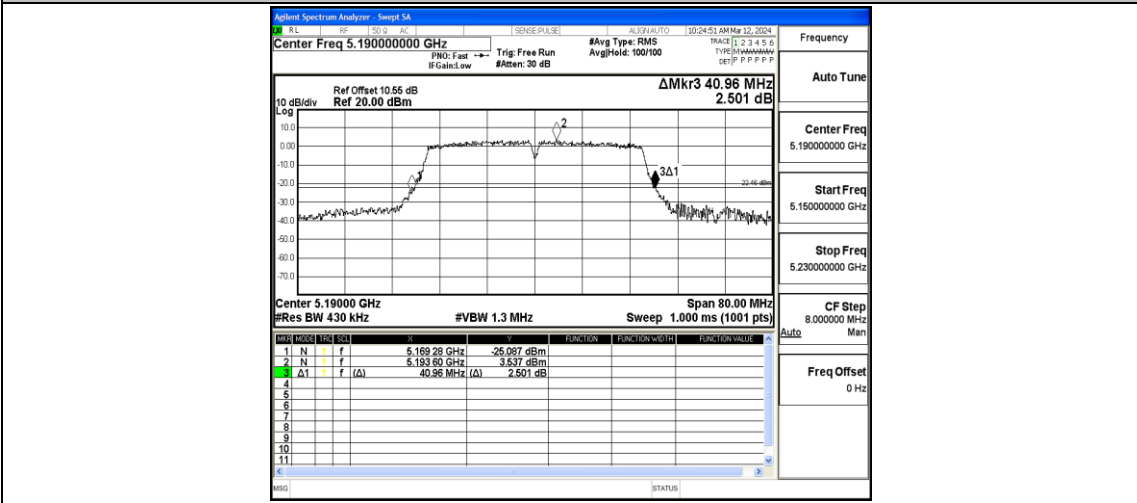 Agilent Spectrum Analyzer - Swept SA
RL RF 50 Ω AC SENSE:PULSE ALIGN AUTO 10:24:51 AM Mar 12, 2024
Center Freq 5.190000000 GHz
PNO: Fast
IFGain:Low
Trig: Free Run
#Atten: 30 dB
#Avg Type: RMS
Avg|Hold: 100/100
TRACE 1 2 3 4 5 6
TYPE M
DET P P P P P P
Frequency
Auto Tune
ΔMkr3 40.96 MHz
2.501 dB
Ref Offset 10.55 dB
10 dB/div Ref 20.00 dBm
Log
10.0
0.00
-10.0
-20.0
-30.0
-40.0
-50.0
-60.0
-70.0
2
3Δ1
-22.46 dBm
Center Freq
5.190000000 GHz
Start Freq
5.150000000 GHz
Stop Freq
5.230000000 GHz
Center 5.19000 GHz Span 80.00 MHz
#Res BW 430 kHz #VBW 1.3 MHz Sweep 1.000 ms (1001 pts)
CF Step
8.000000 MHz
Auto Man
Freq Offset
0 Hz
MKR MODE TRC SCL X Y FUNCTION FUNCTION WIDTH FUNCTION VALUE
1 N 1 f 5.169 28 GHz -25.087 dBm
2 N 1 f 5.193 60 GHz 3.537 dBm
3 Δ1 1 f (Δ) 40.96 MHz (Δ) 2.501 dB
4
5
6
7
8
9
10
11
MSG STATUS